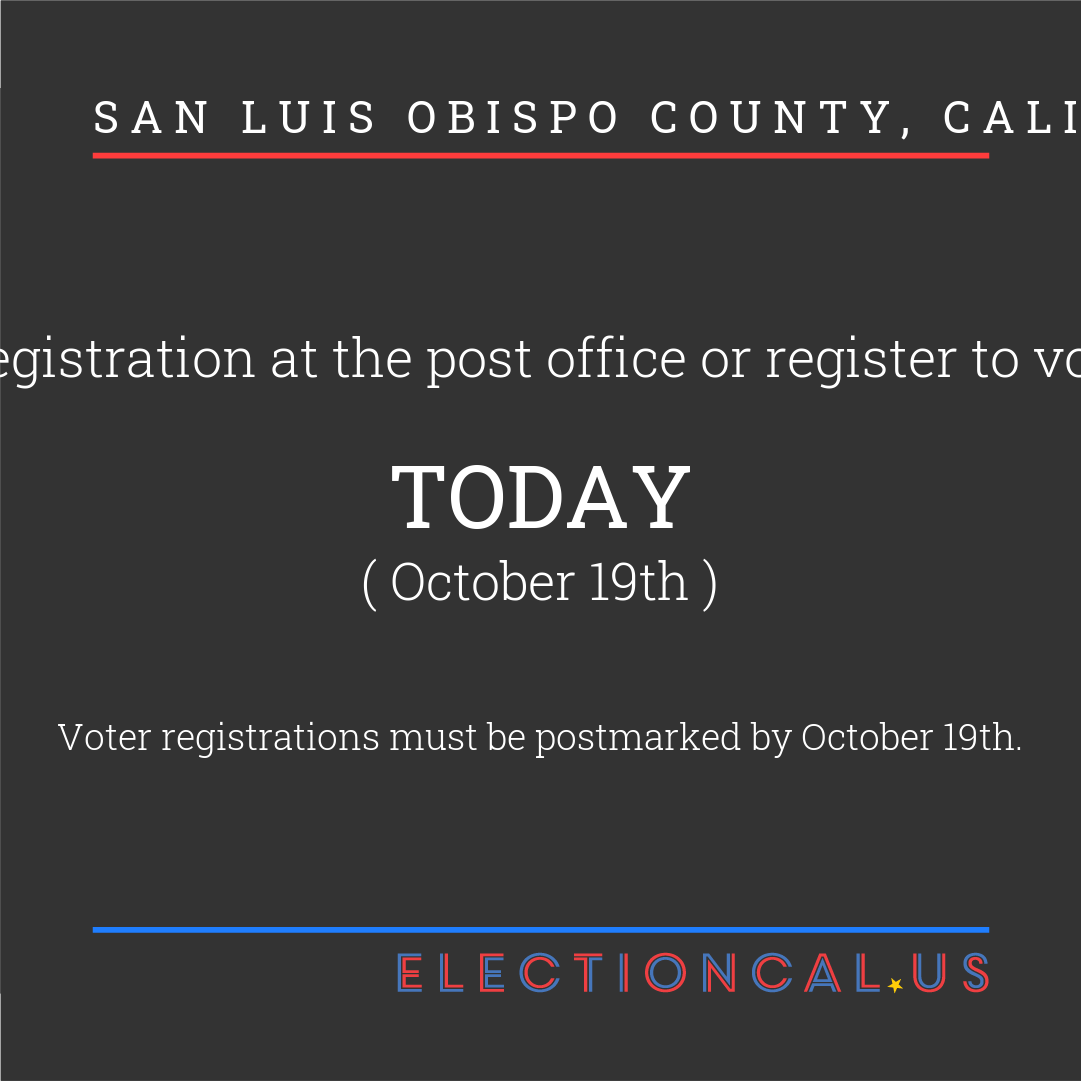 SAN LUIS OBISPO COUNTY, CALI
egistration at the post office or register to vo
TODAY
( October 19th )
Voter registrations must be postmarked by October 19th.
ELECTIONCAL.US